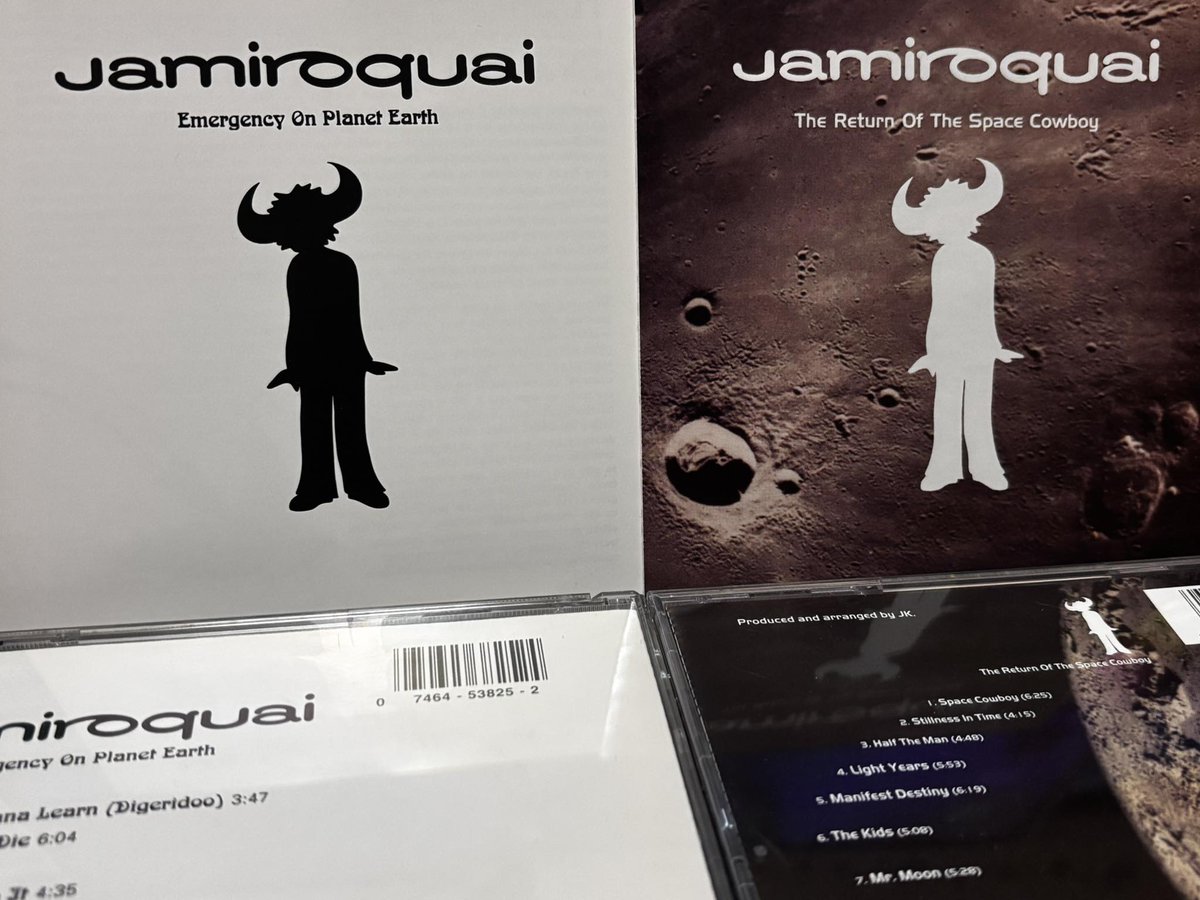 Jamiroquai
Emergency On Planet Earth
Jamiroquai
The Return Of The Space Cowboy
0 7464 - 53825 - 2
miroquai
gency On Planet Earth
nna Learn (Digeridoo) 3:47
Die 6:04
It 4:35
Produced and arranged by JK.
The Return Of The Space Cowboy
1. Space Cowboy (6:25)
2. Stillness In Time (4:15)
3. Half The Man (4:48)
4. Light Years (5:53)
5. Manifest Destiny (6:19)
6. The Kids (5:08)
7. Mr. Moon (5:28)